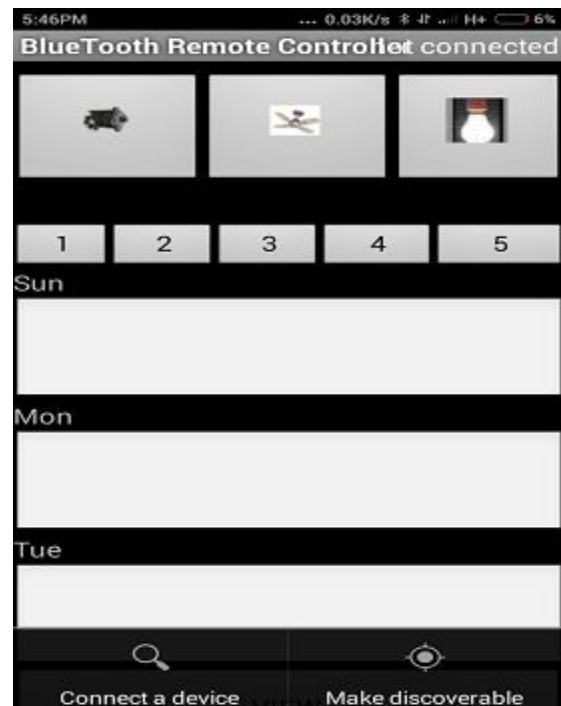 5:46PM ... 0.03K/s H+ 6%
BlueTooth Remote Controller connected
1 2 3 4 5
Sun
Mon
Tue
Connect a device Make discoverable